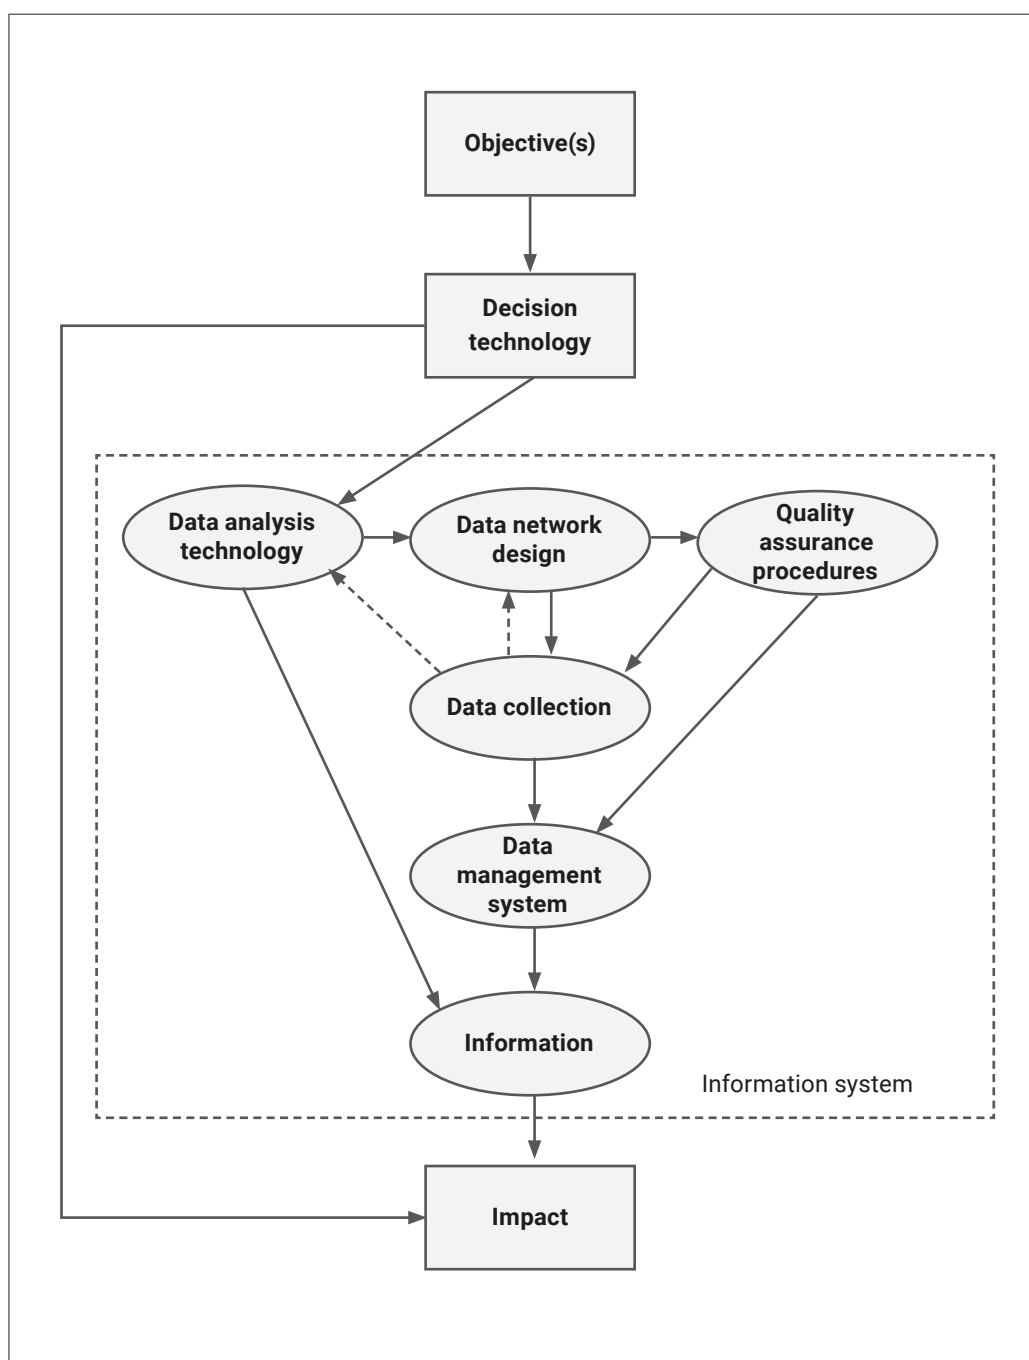 Objective(s)
Decision
technology
Data analysis
technology
Data network
design
Quality
assurance
procedures
Data collection
Data
management
system
Information
Information system
Impact